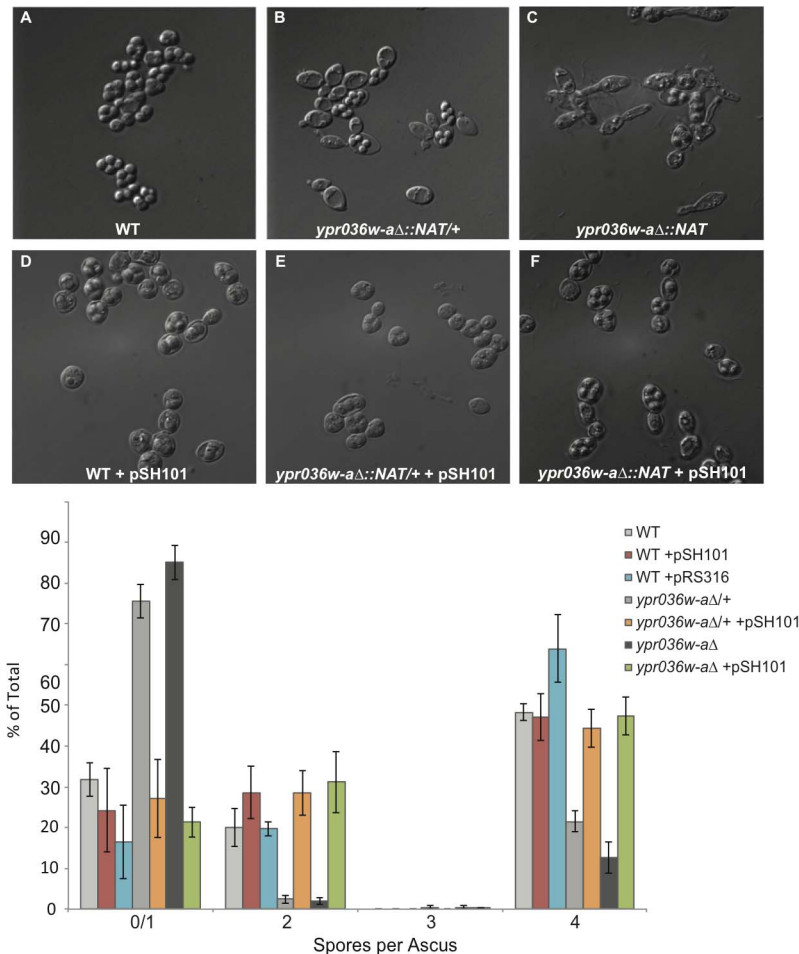 A
B
C
WT
ypr036w-aΔ::NAT/+
ypr036w-aΔ::NAT
D
E
F
WT + pSH101
ypr036w-aΔ::NAT/+ + pSH101
ypr036w-aΔ::NAT + pSH101
90
80
70
60
50
40
30
20
10
0
% of Total
WT
WT +pSH101
WT +pRS316
ypr036w-aΔ/+
ypr036w-aΔ/+ +pSH101
ypr036w-aΔ
ypr036w-aΔ +pSH101
0/1
2
3
4
Spores per Ascus